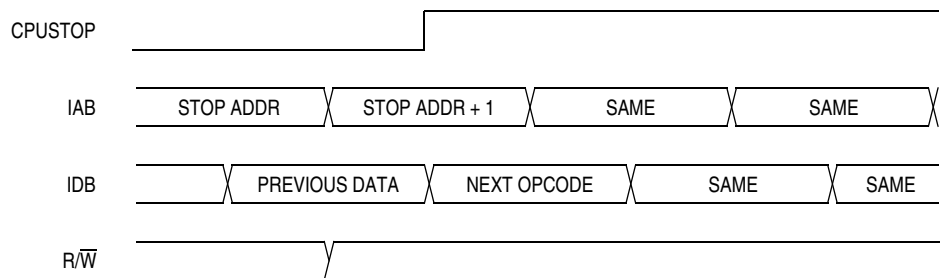 CPUSTOP
IAB STOP ADDR STOP ADDR + 1 SAME SAME
IDB PREVIOUS DATA NEXT OPCODE SAME SAME
R/W̅